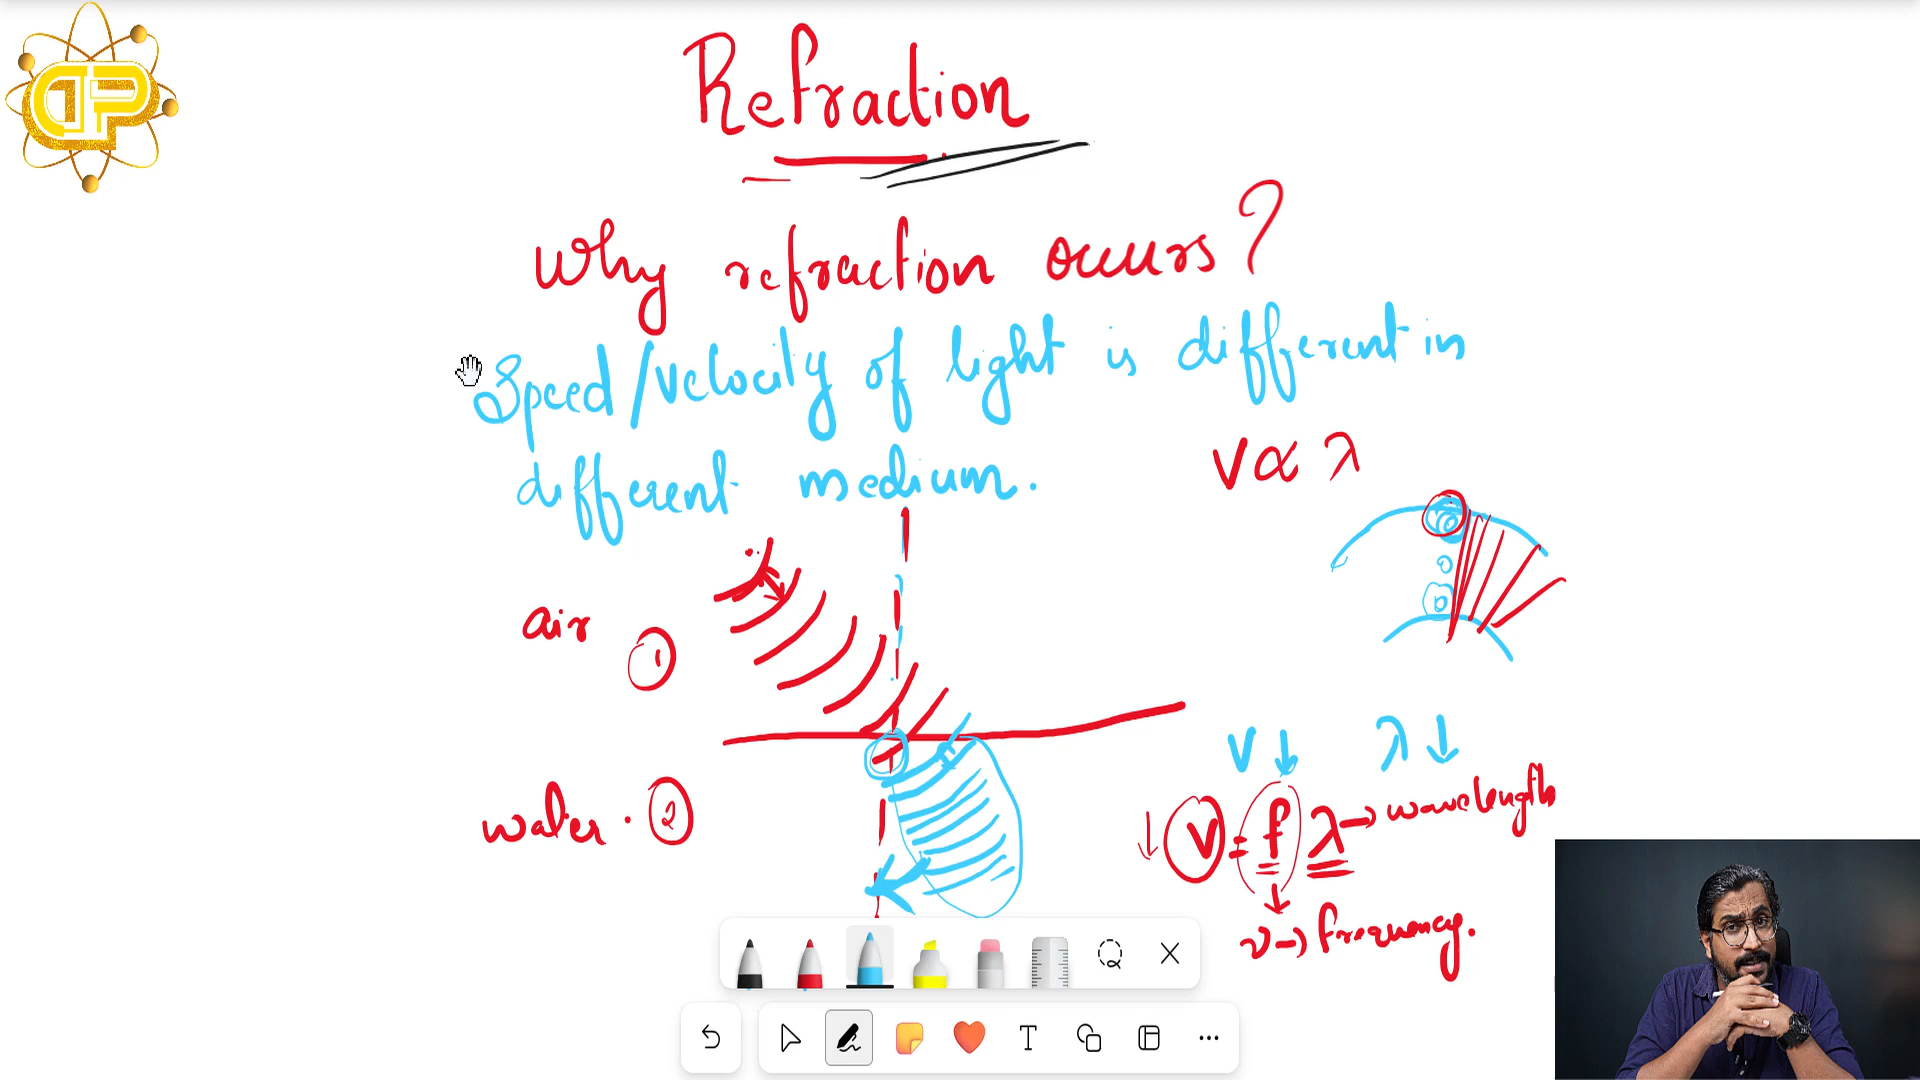 DP
Refraction
Why refraction occurs?
Speed/velocity of light is different in
different medium.
V ∝ λ
air
1
V ↓ λ ↓
water. 2
↓ V = f λ → wavelength
↓
ν → frequency.
T